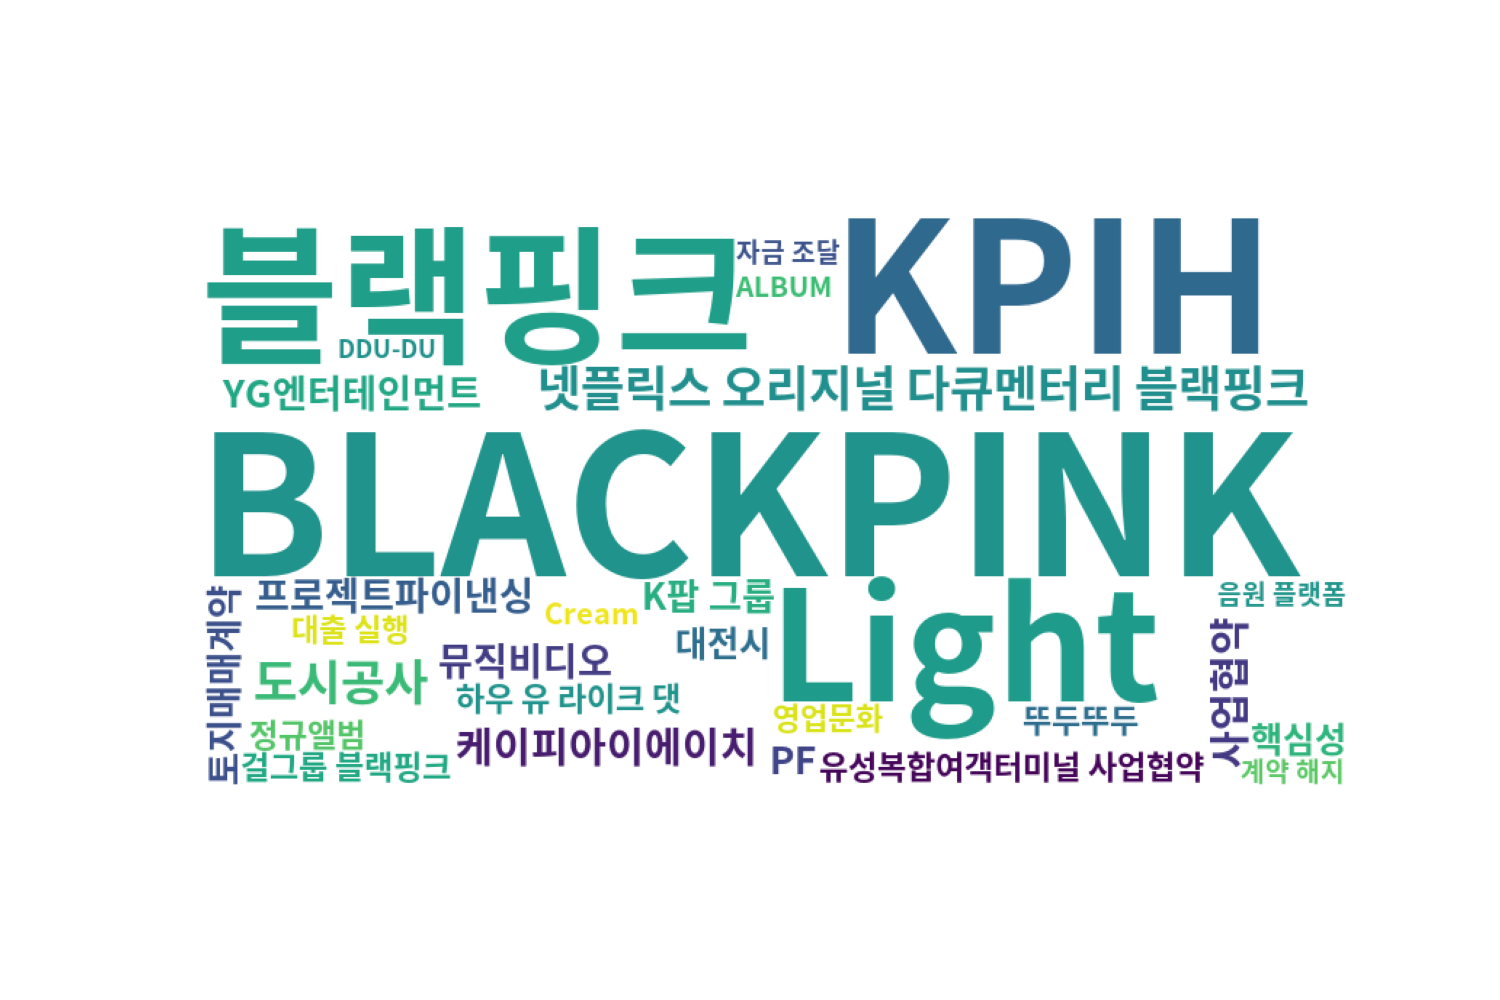 블랙핑크
자금 조달
ALBUM
KPIH
DDU-DU
YG엔터테인먼트
넷플릭스 오리지널 다큐멘터리 블랙핑크
BLACKPINK
토지매매계약
프로젝트파이낸싱
Cream
K팝 그룹
Light
음원 플랫폼
대출 실행
대전시
사업협약
도시공사
뮤직비디오
하우 유 라이크 댓
영업문화
뚜두뚜두
정규앨범
케이피아이에이치
핵심성
걸그룹 블랙핑크
PF
유성복합여객터미널 사업협약
계약 해지